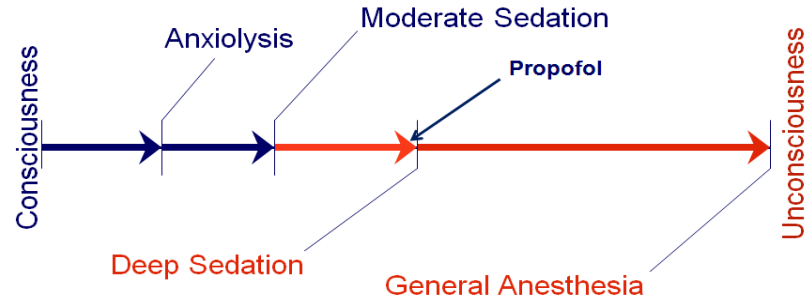 Moderate Sedation
Anxiolysis
Propofol
Consciousness
Unconsciousness
Deep Sedation
General Anesthesia